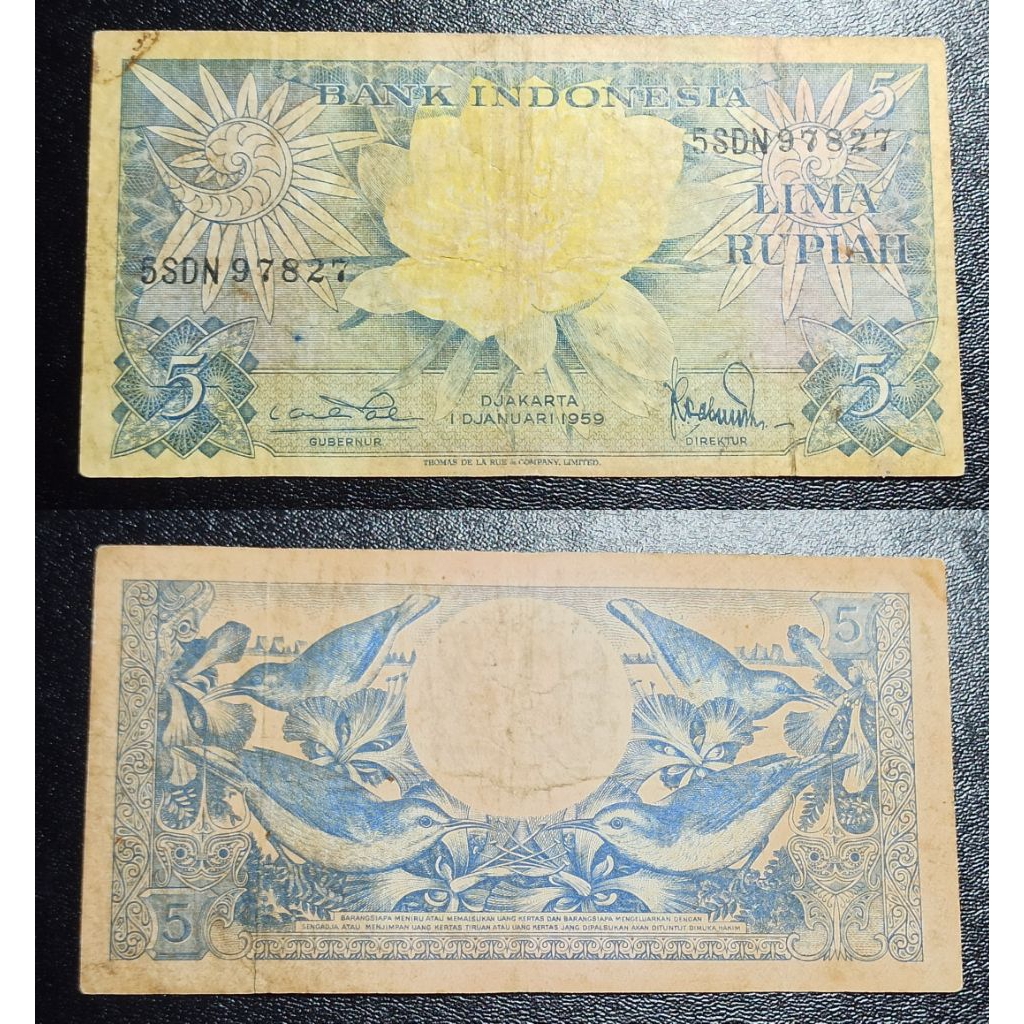 BANK INDONESIA
5
5SDN 97827
LIMA
RUPIAH
5SDN 97827
5
5
DJAKARTA
1 DJANUARI 1959
GUBERNUR
DIREKTUR
THOMAS DE LA RUE & COMPANY, LIMITED.
5
5
BARANGSIAPA MENIRU ATAU MEMALSUKAN UANG KERTAS DAN BARANGSIAPA MENGELUARKAN DENGAN
SENGADJA ATAU MENJIMPAN UANG KERTAS TIRUAN ATAU UANG KERTAS JANG DIPALSUKAN AKAN DITUNTUT DIMUKA HAKIM